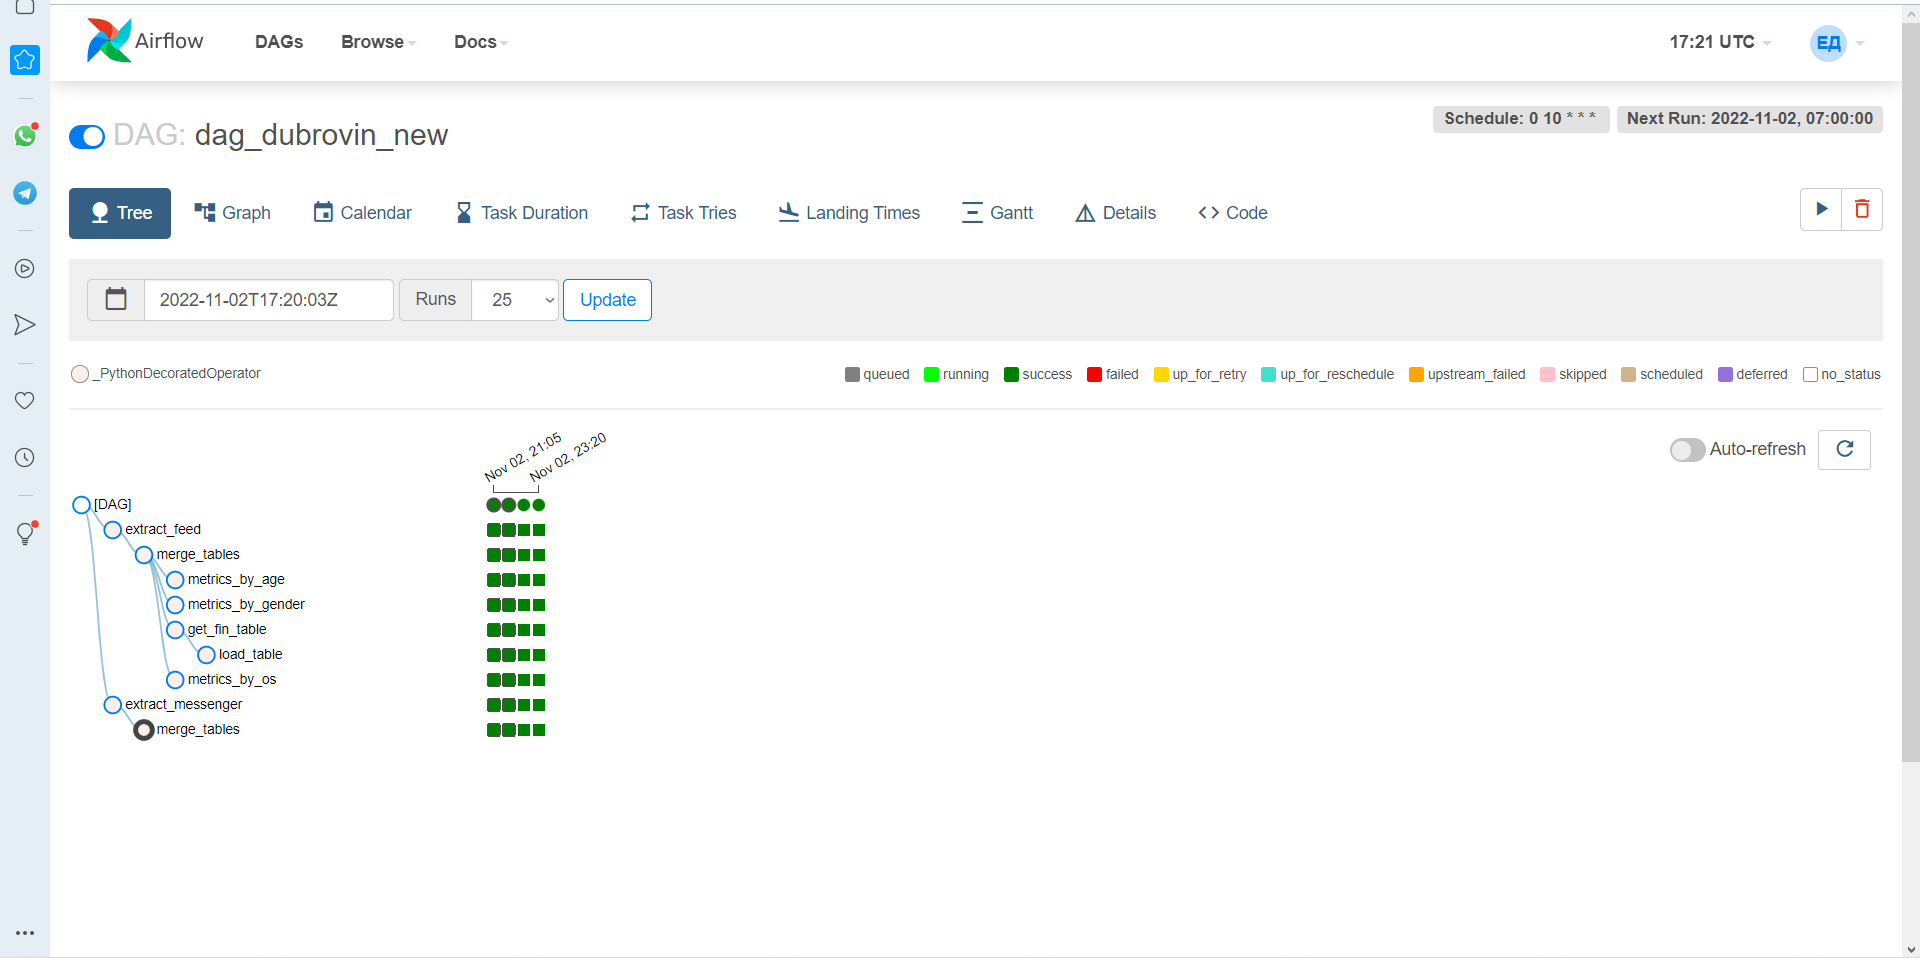 Airflow DAGs Browse Docs 17:21 UTC ЕД
DAG: dag_dubrovin_new Schedule: 0 10 * * * Next Run: 2022-11-02, 07:00:00
Tree Graph Calendar Task Duration Task Tries Landing Times Gantt Details Code
2022-11-02T17:20:03Z Runs 25 Update
_PythonDecoratedOperator queued running success failed up_for_retry up_for_reschedule upstream_failed skipped scheduled deferred no_status
Auto-refresh
Nov 02, 21:05
Nov 02, 23:20
[DAG]
extract_feed
merge_tables
metrics_by_age
metrics_by_gender
get_fin_table
load_table
metrics_by_os
extract_messenger
merge_tables